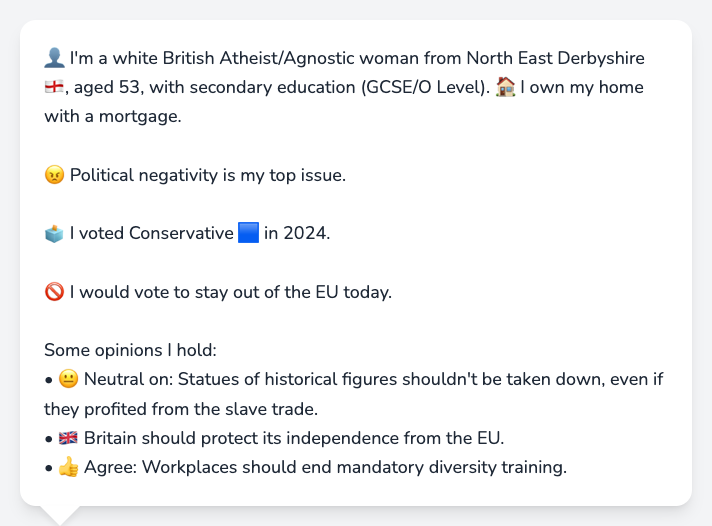 👤 I'm a white British Atheist/Agnostic woman from North East Derbyshire
🏴󠁧󠁢󠁥󠁮󠁧󠁿, aged 53, with secondary education (GCSE/O Level). 🏠 I own my home
with a mortgage.
😠 Political negativity is my top issue.
🗳️ I voted Conservative 🟦 in 2024.
🚫 I would vote to stay out of the EU today.
Some opinions I hold:
• 😐 Neutral on: Statues of historical figures shouldn't be taken down, even if
they profited from the slave trade.
• 🇬🇧 Britain should protect its independence from the EU.
• 👍 Agree: Workplaces should end mandatory diversity training.